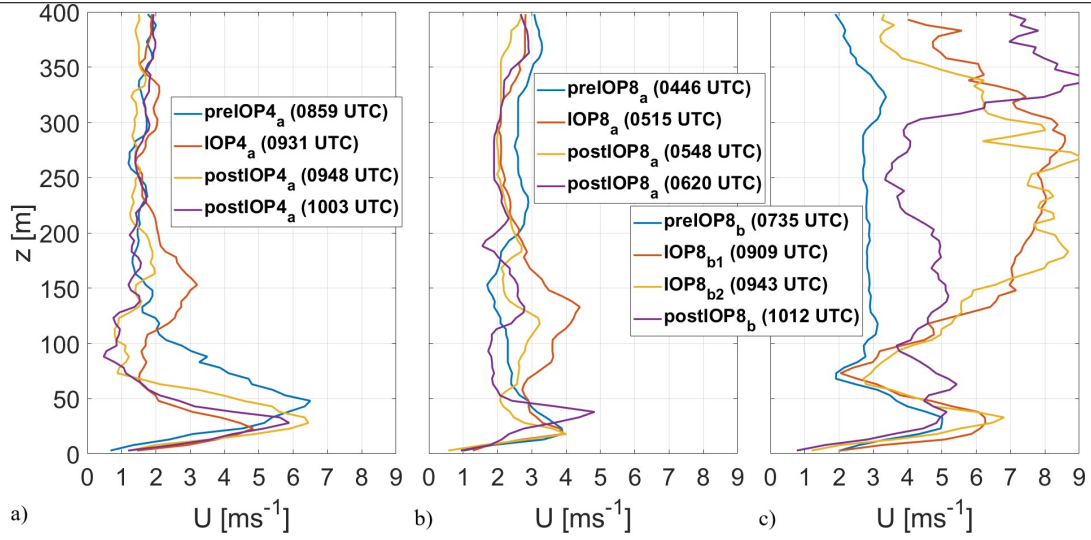 400
350
300
250
200
150
100
50
0
z [m]
preIOP4a (0859 UTC)
IOP4a (0931 UTC)
postIOP4a (0948 UTC)
postIOP4a (1003 UTC)
0 1 2 3 4 5 6 7 8 9
U [ms-1]
a)
preIOP8a (0446 UTC)
IOP8a (0515 UTC)
postIOP8a (0548 UTC)
postIOP8a (0620 UTC)
0 1 2 3 4 5 6 7 8 9
U [ms-1]
b)
preIOP8b (0735 UTC)
IOP8b1 (0909 UTC)
IOP8b2 (0943 UTC)
postIOP8b (1012 UTC)
0 1 2 3 4 5 6 7 8 9
U [ms-1]
c)